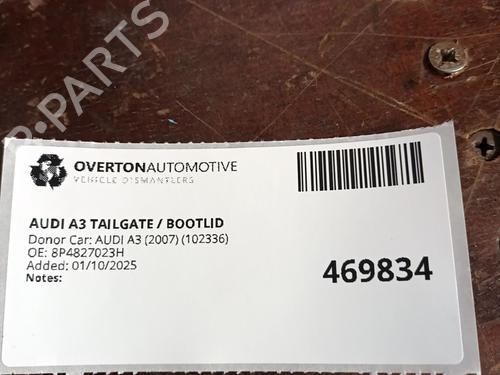 R-PARTS
OVERTONAUTOMOTIVE
VEHICLE DISMANTLERS
AUDI A3 TAILGATE / BOOTLID
Donor Car: AUDI A3 (2007) (102336)
OE: 8P4827023H
Added: 01/10/2025
Notes:
469834